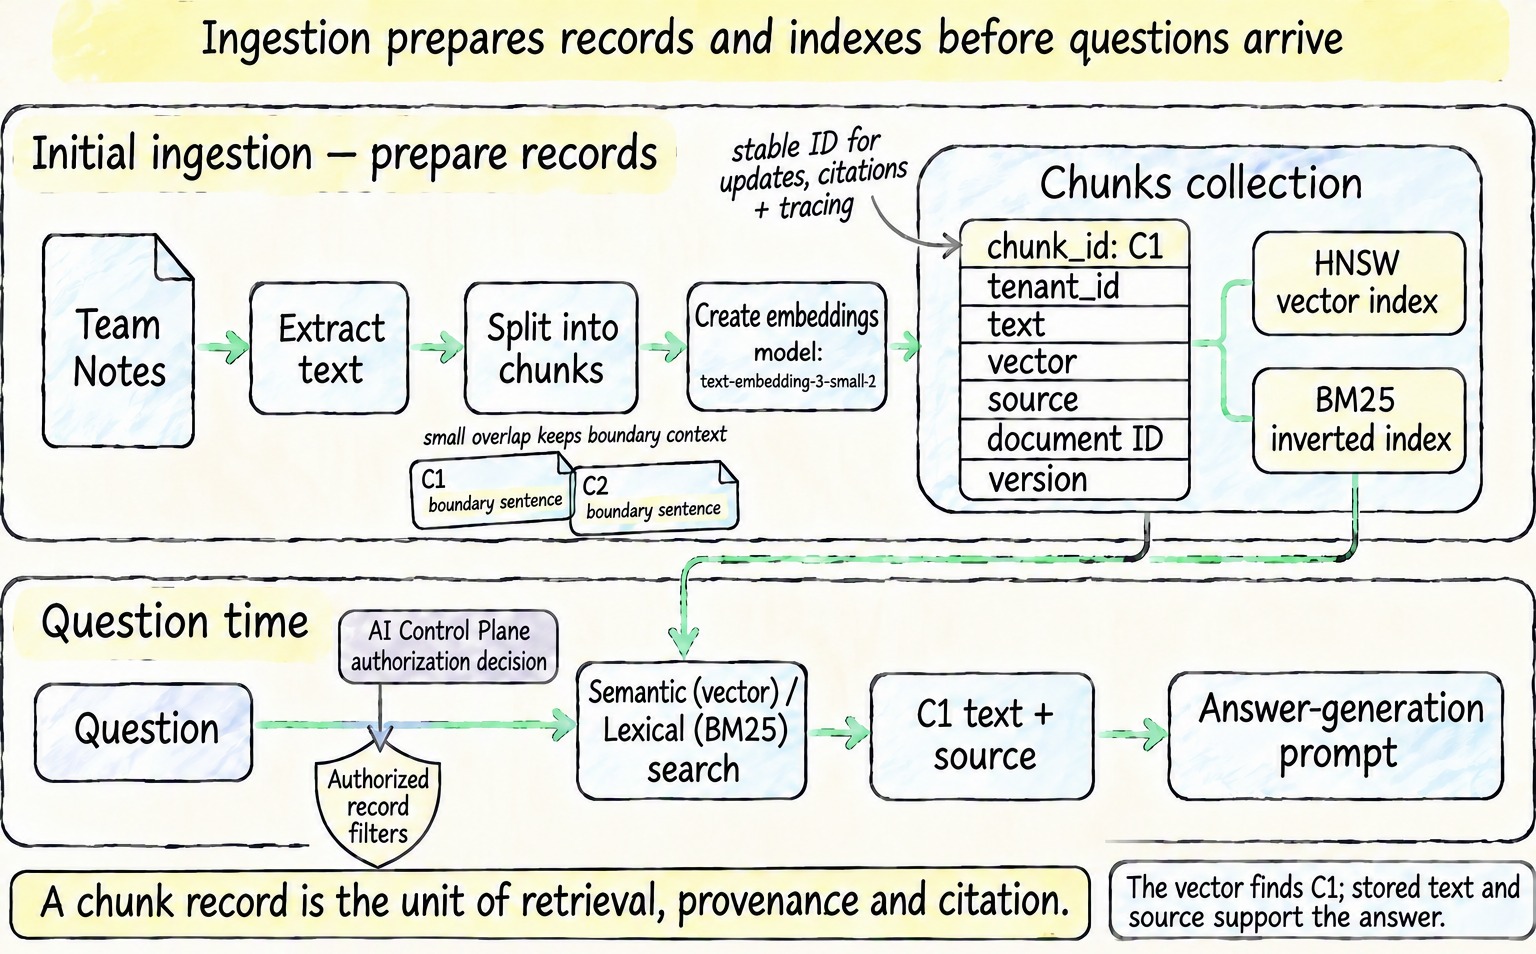 Ingestion prepares records and indexes before questions arrive
Initial ingestion — prepare records
stable ID for
updates, citations
+ tracing
Team
Notes
Extract
text
Split into
chunks
Create embeddings
model:
text-embedding-3-small-2
small overlap keeps boundary context
C1
boundary sentence
C2
boundary sentence
Chunks collection
chunk_id: C1
tenant_id
text
vector
source
document ID
version
HNSW
vector index
BM25
inverted index
Question time
AI Control Plane
authorization decision
Question
Authorized
record
filters
Semantic (vector) /
Lexical (BM25)
search
C1 text +
source
Answer-generation
prompt
A chunk record is the unit of retrieval, provenance and citation.
The vector finds C1; stored text and
source support the answer.